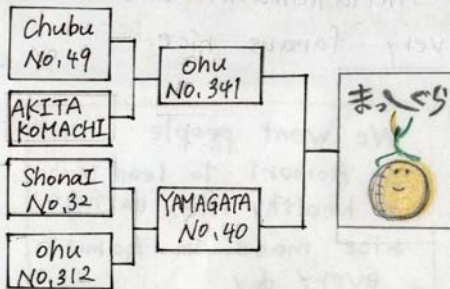 Chubu
No,49
AKITA
KOMACHI
ohu
No.341
ShonaI
No.32
ohu
No,312
YAMAGATA
No.40
まっしぐら